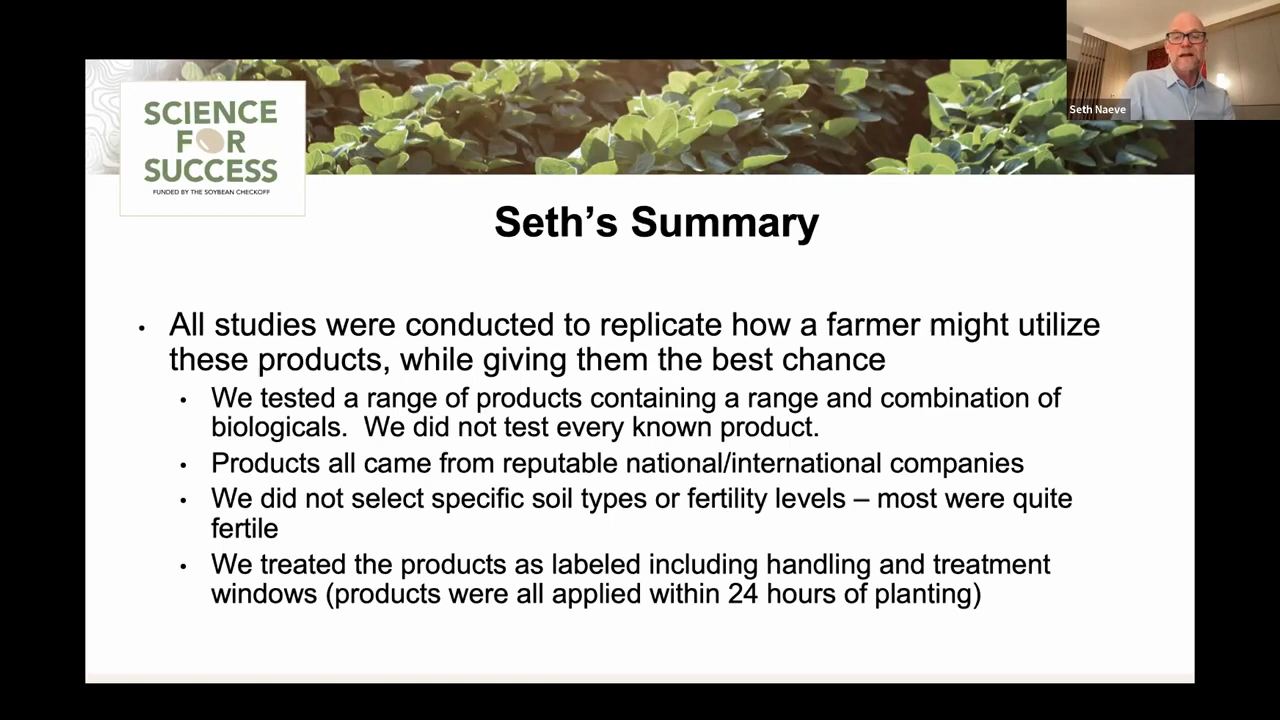 SCIENCE
FOR
SUCCESS
FUNDED BY THE SOYBEAN CHECKOFF
Seth Naeve
Seth's Summary
• All studies were conducted to replicate how a farmer might utilize
these products, while giving them the best chance
• We tested a range of products containing a range and combination of
biologicals.  We did not test every known product.
• Products all came from reputable national/international companies
• We did not select specific soil types or fertility levels – most were quite
fertile
• We treated the products as labeled including handling and treatment
windows (products were all applied within 24 hours of planting)